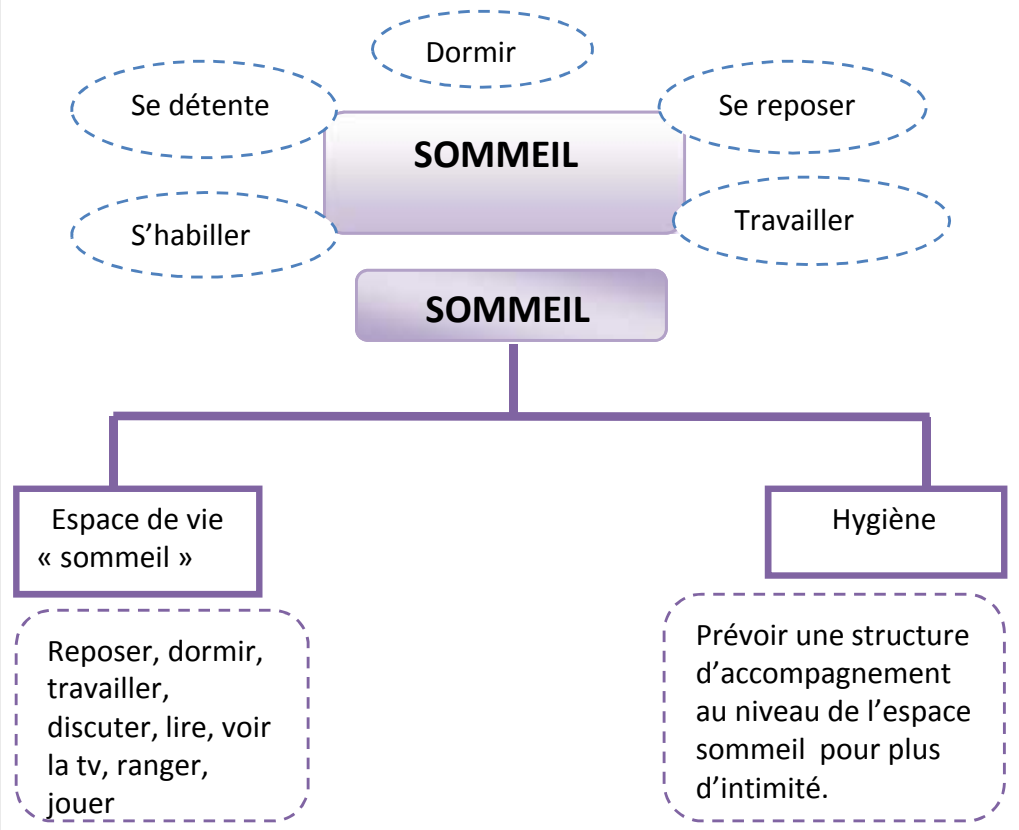 Dormir
Se détente
Se reposer
SOMMEIL
S’habiller
Travailler
SOMMEIL
Espace de vie
« sommeil »
Hygiène
Reposer, dormir,
travailler,
discuter, lire, voir
la tv, ranger,
jouer
Prévoir une structure
d’accompagnement
au niveau de l’espace
sommeil pour plus
d’intimité.